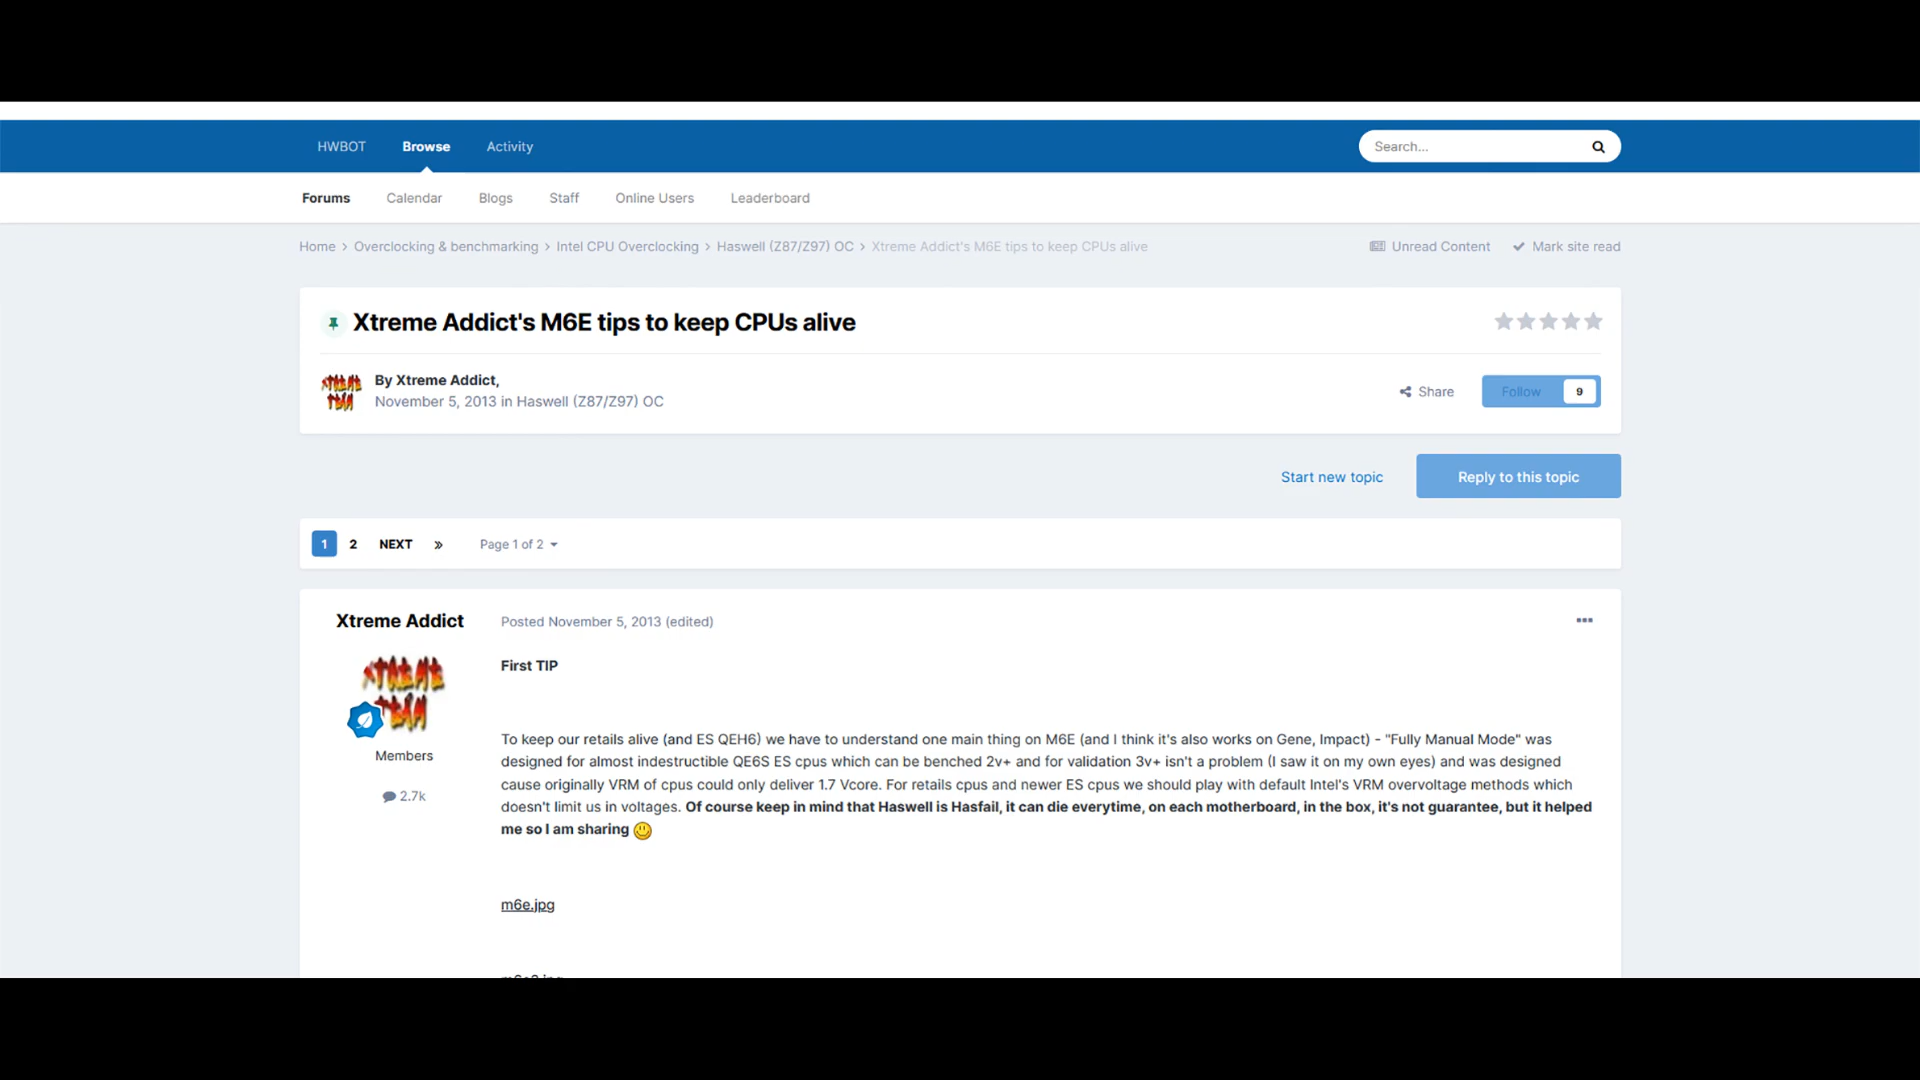 HWBOT Browse Activity Search...
Forums Calendar Blogs Staff Online Users Leaderboard
Home > Overclocking & benchmarking > Intel CPU Overclocking > Haswell (Z87/Z97) OC > Xtreme Addict's M6E tips to keep CPUs alive Unread Content Mark site read
Xtreme Addict's M6E tips to keep CPUs alive
By Xtreme Addict,
November 5, 2013 in Haswell (Z87/Z97) OC
Share Follow 9
Start new topic Reply to this topic
1 2 NEXT » Page 1 of 2
Xtreme Addict Posted November 5, 2013 (edited)
First TIP
XTREME
TEAM
Members
2.7k
To keep our retails alive (and ES QEH6) we have to understand one main thing on M6E (and I think it's also works on Gene, Impact) - "Fully Manual Mode" was
designed for almost indestructible QE6S ES cpus which can be benched 2v+ and for validation 3v+ isn't a problem (I saw it on my own eyes) and was designed
cause originally VRM of cpus could only deliver 1.7 Vcore. For retails cpus and newer ES cpus we should play with default Intel's VRM overvoltage methods which
doesn't limit us in voltages. Of course keep in mind that Haswell is Hasfail, it can die everytime, on each motherboard, in the box, it's not guarantee, but it helped
me so I am sharing
m6e.jpg